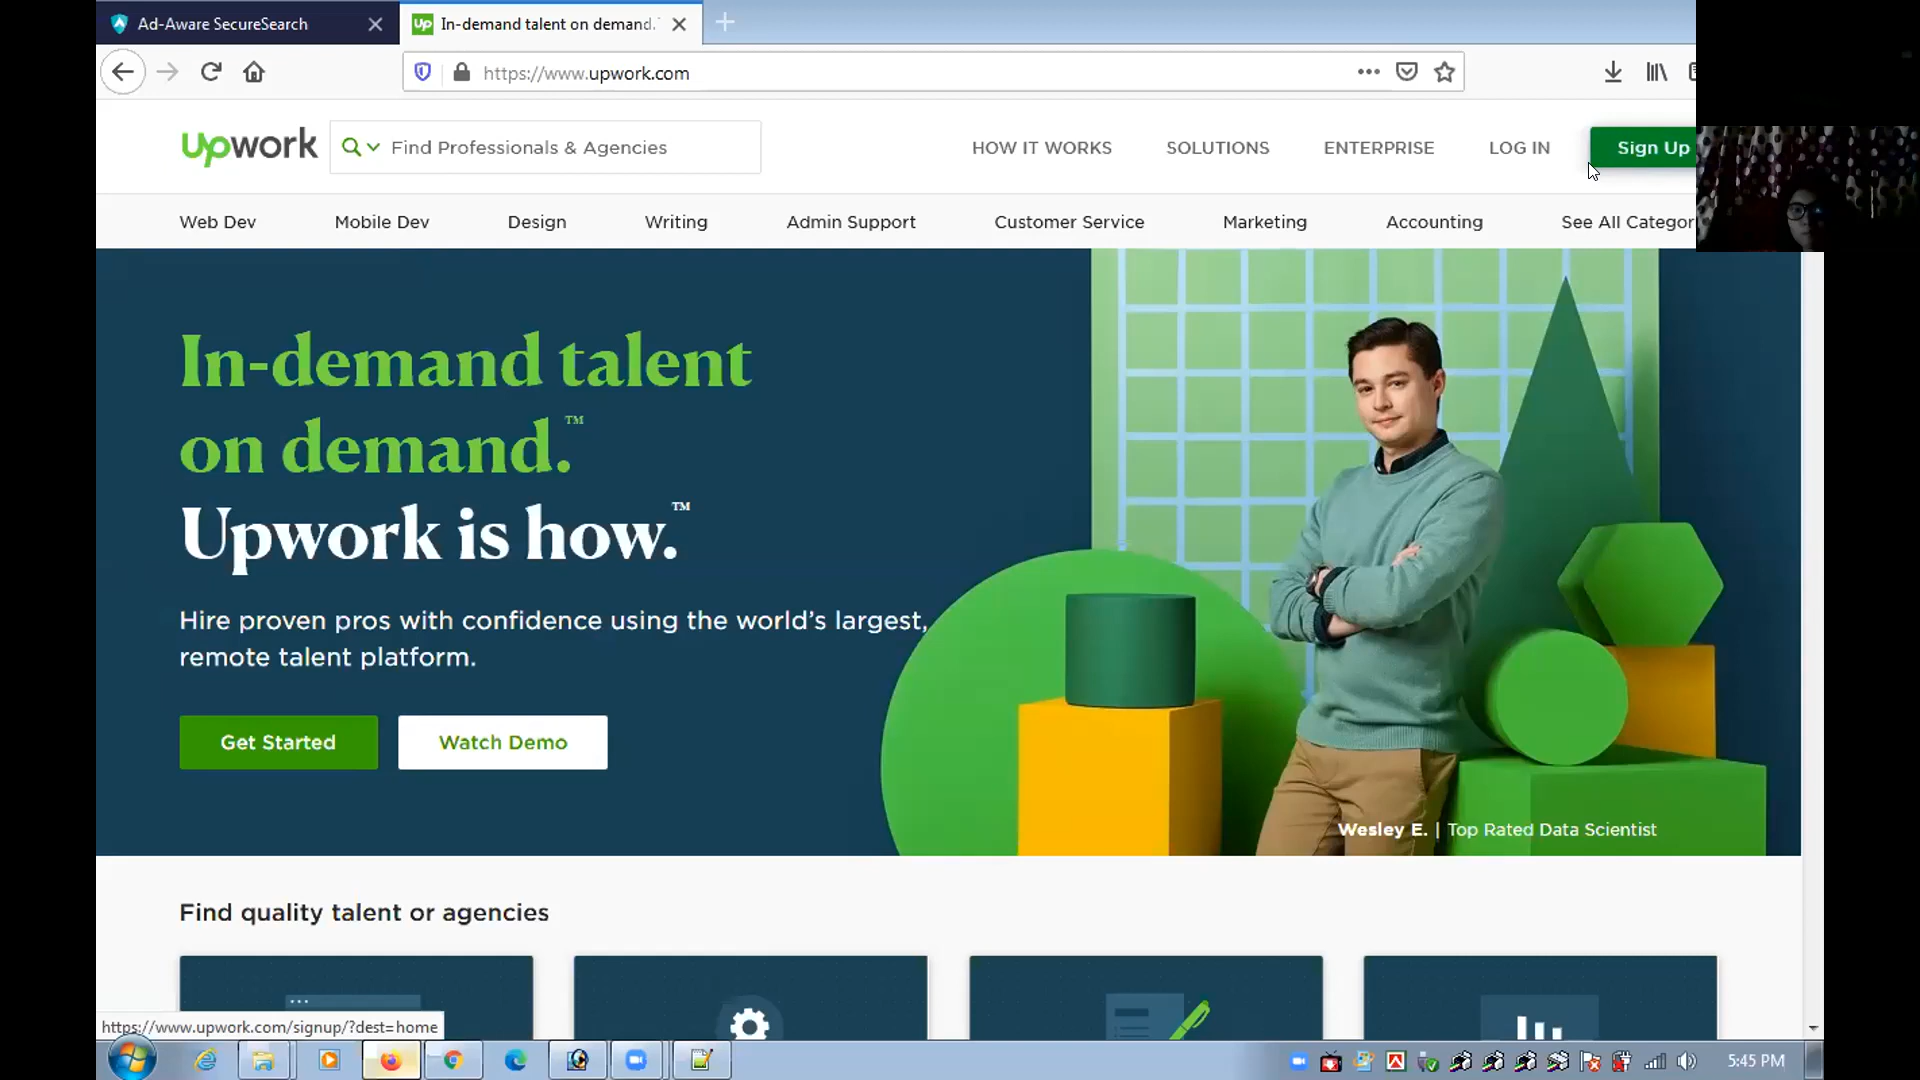 Ad-Aware SecureSearch
In-demand talent on demand.
https://www.upwork.com
upwork
Find Professionals & Agencies
HOW IT WORKS
SOLUTIONS
ENTERPRISE
LOG IN
Sign Up
Web Dev
Mobile Dev
Design
Writing
Admin Support
Customer Service
Marketing
Accounting
See All Categor
In-demand talent
on demand.™
Upwork is how.™
Hire proven pros with confidence using the world's largest,
remote talent platform.
Get Started
Watch Demo
Wesley E. | Top Rated Data Scientist
Find quality talent or agencies
https://www.upwork.com/signup/?dest=home
5:45 PM